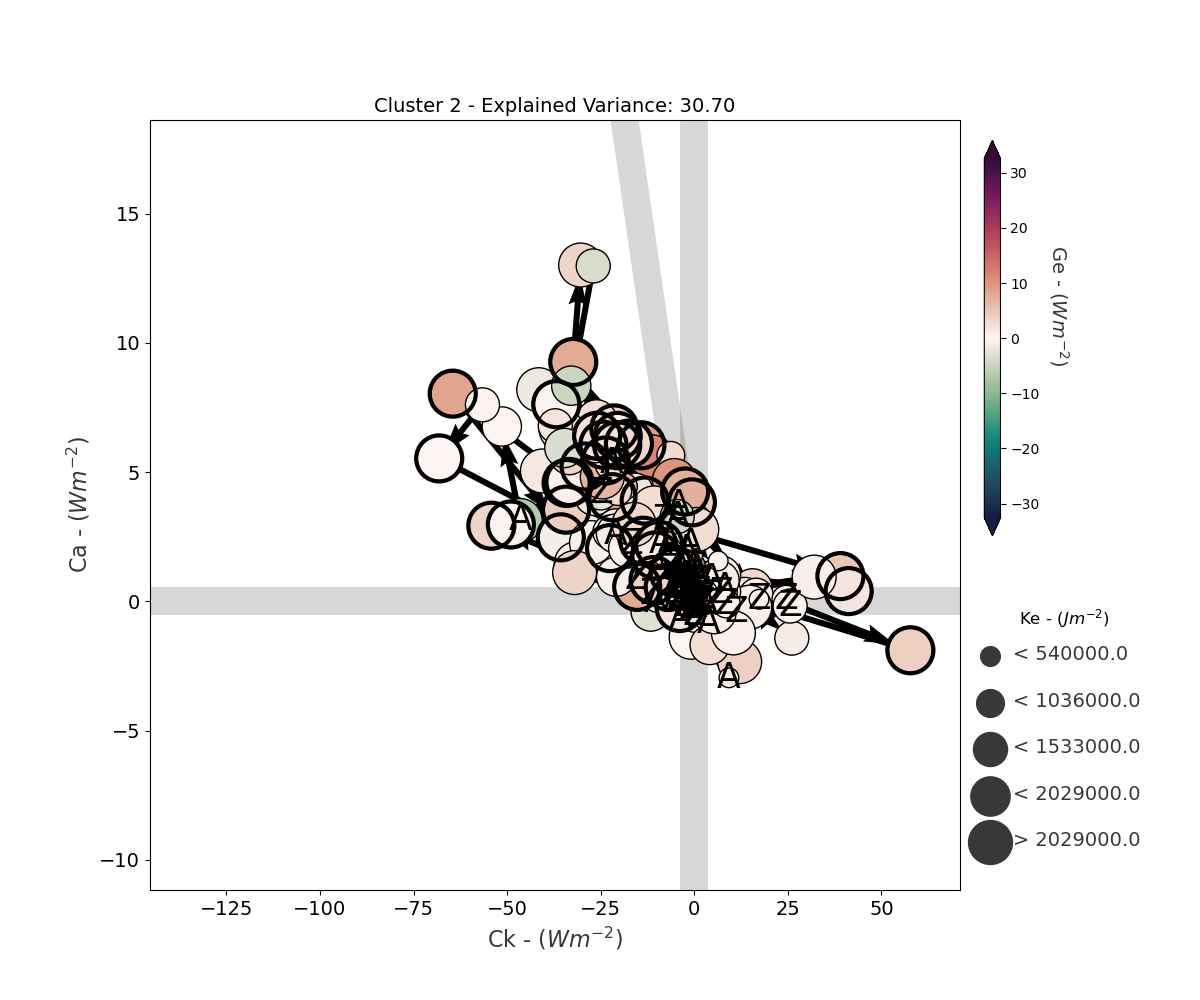 Cluster 2 - Explained Variance: 30.70
15
10
5
0
−5
−10
Ca - (Wm⁻²)
−125
−100
−75
−50
−25
0
25
50
Ck - (Wm⁻²)
30
20
10
0
−10
−20
−30
Ge - (Wm⁻²)
Ke - (Jm⁻²)
< 540000.0
< 1036000.0
< 1533000.0
< 2029000.0
> 2029000.0
A
A
Z
Z
Z
A